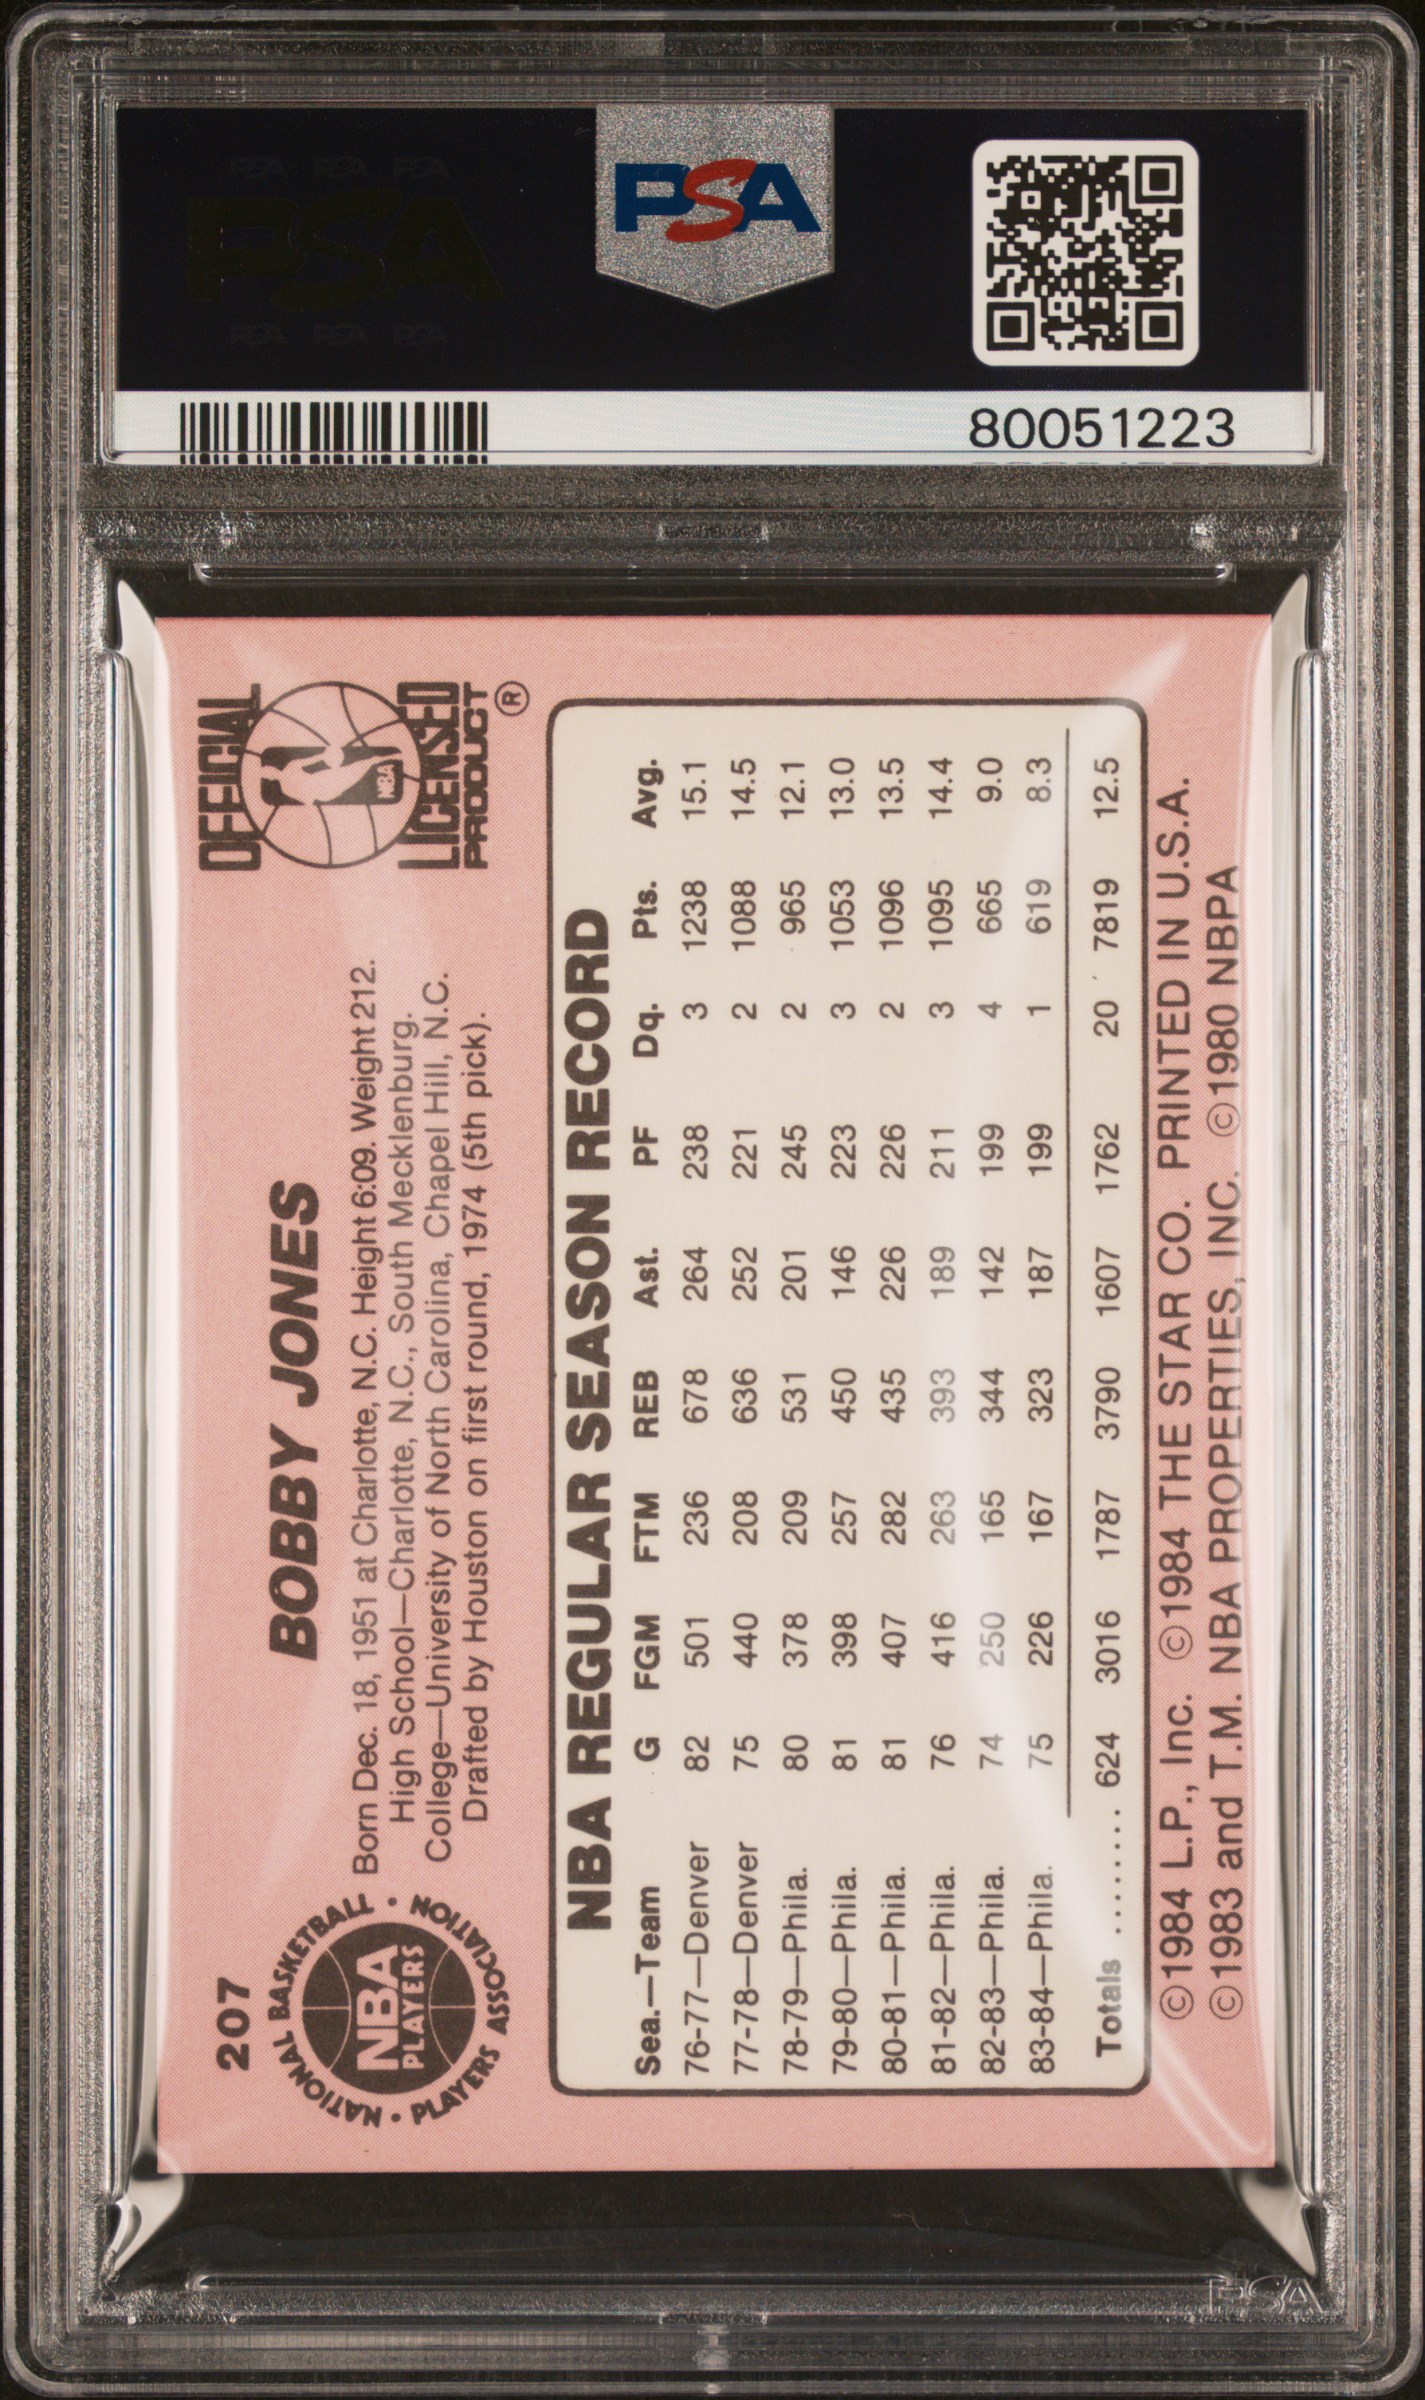 PSA PSA PSA
PSA
PSA PSA PSA
PSA
80051223
207
OFFICIAL
NBA
LICENSED
PRODUCT ®
BOBBY JONES
NATIONAL BASKETBALL • PLAYERS ASSOCIATION •
NBA
PLAYERS
Born Dec. 18, 1951 at Charlotte, N.C. Height 6:09. Weight 212.
High School—Charlotte, N.C., South Mecklenburg.
College—University of North Carolina, Chapel Hill, N.C.
Drafted by Houston on first round, 1974 (5th pick).
NBA REGULAR SEASON RECORD
Sea.—Team G FGM FTM REB Ast. PF Dq. Pts. Avg.
76-77—Denver 82 501 236 678 264 238 3 1238 15.1
77-78—Denver 75 440 208 636 252 221 2 1088 14.5
78-79—Phila. 80 378 209 531 201 245 2 965 12.1
79-80—Phila. 81 398 257 450 146 223 3 1053 13.0
80-81—Phila. 81 407 282 435 226 226 2 1096 13.5
81-82—Phila. 76 416 263 393 189 211 3 1095 14.4
82-83—Phila. 74 250 165 344 142 199 4 665 9.0
83-84—Phila. 75 226 167 323 187 199 1 619 8.3
Totals ........ 624 3016 1787 3790 1607 1762 20 7819 12.5
©1984 L.P., Inc. ©1984 THE STAR CO. PRINTED IN U.S.A.
©1983 and T.M. NBA PROPERTIES, INC. ©1980 NBPA
PSA